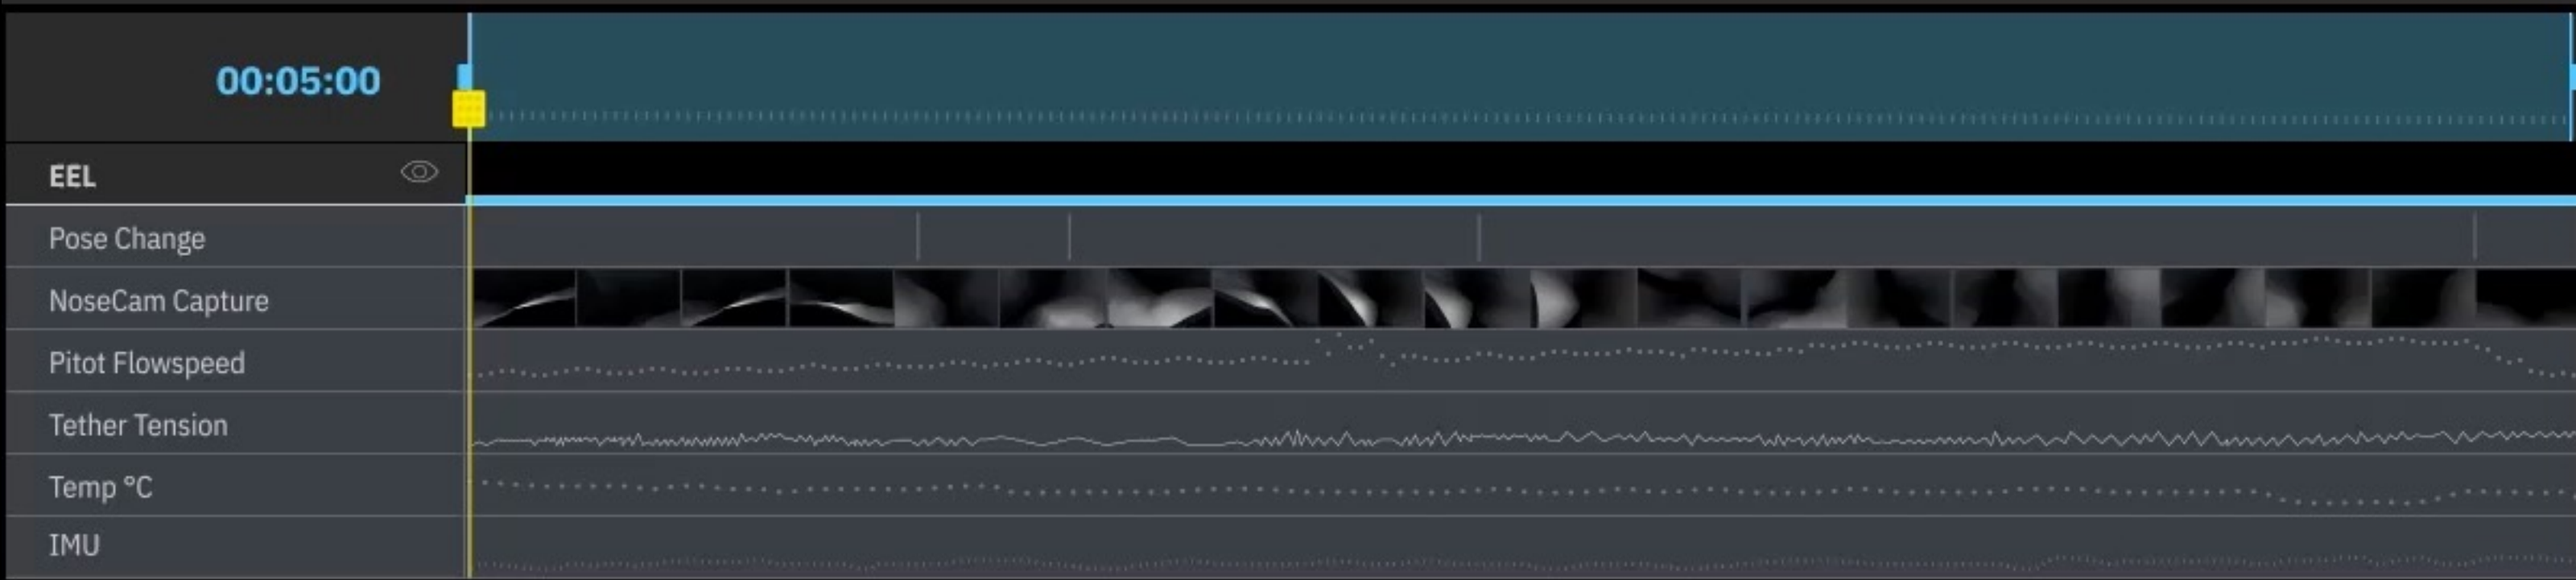 00:05:00
EEL
Pose Change
NoseCam Capture
Pitot Flowspeed
Tether Tension
Temp °C
IMU